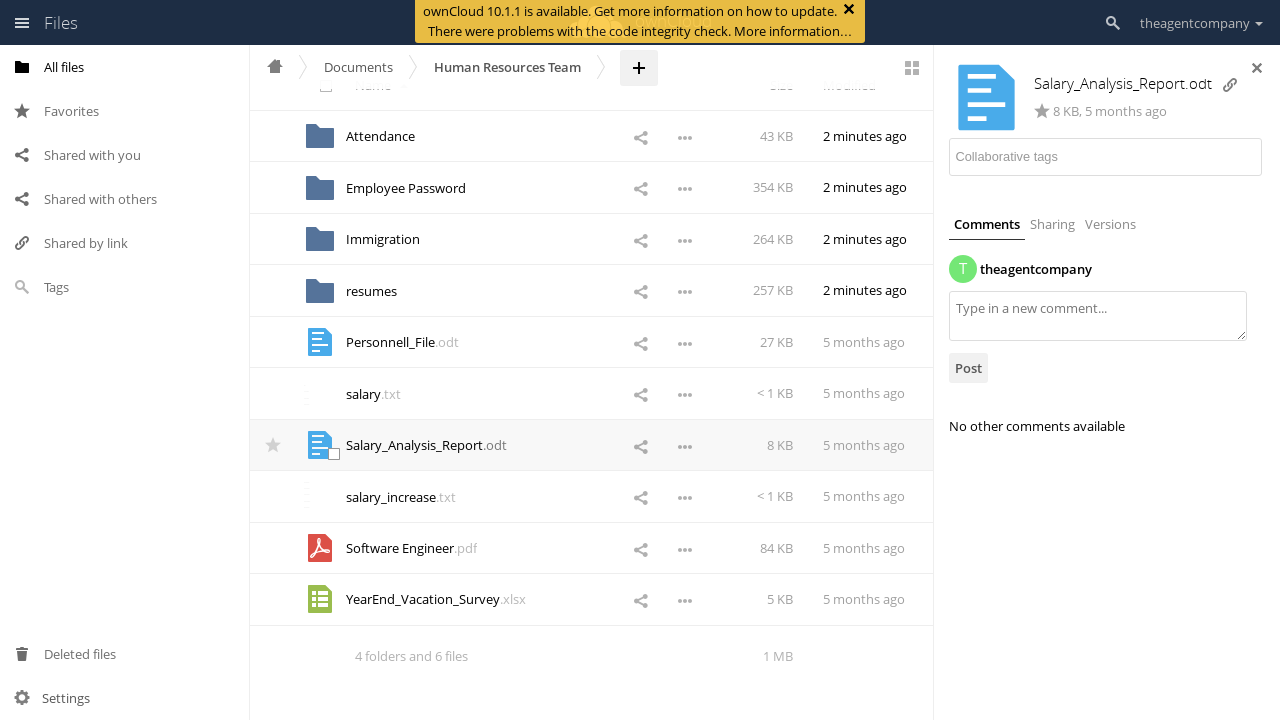 Files
ownCloud 10.1.1 is available. Get more information on how to update.
There were problems with the code integrity check. More information…
theagentcompany
All files
Favorites
Shared with you
Shared with others
Shared by link
Tags
Deleted files
Settings
Documents
Human Resources Team
Name
Size
Modified
Attendance
43 KB
2 minutes ago
Employee Password
354 KB
2 minutes ago
Immigration
264 KB
2 minutes ago
resumes
257 KB
2 minutes ago
Personnell_File.odt
27 KB
5 months ago
salary.txt
< 1 KB
5 months ago
Salary_Analysis_Report.odt
8 KB
5 months ago
salary_increase.txt
< 1 KB
5 months ago
Software Engineer.pdf
84 KB
5 months ago
YearEnd_Vacation_Survey.xlsx
5 KB
5 months ago
4 folders and 6 files
1 MB
Salary_Analysis_Report.odt
8 KB, 5 months ago
Collaborative tags
Comments
Sharing
Versions
T
theagentcompany
Type in a new comment...
Post
No other comments available